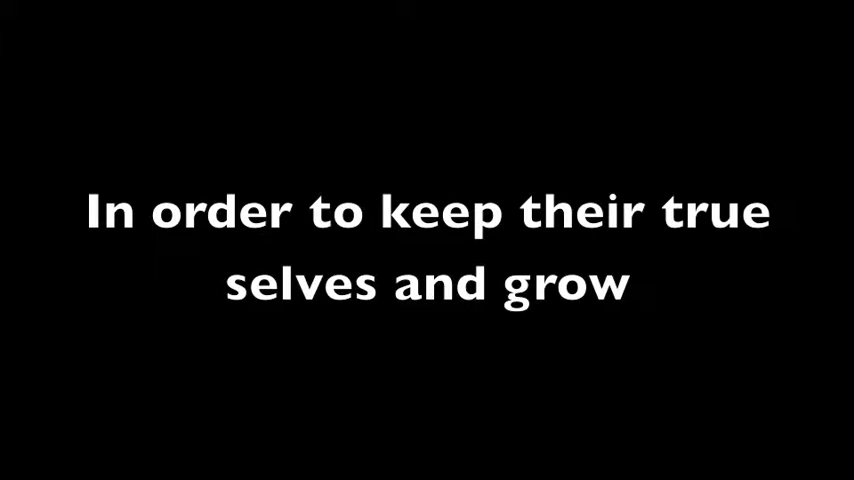 In order to keep their true
selves and grow